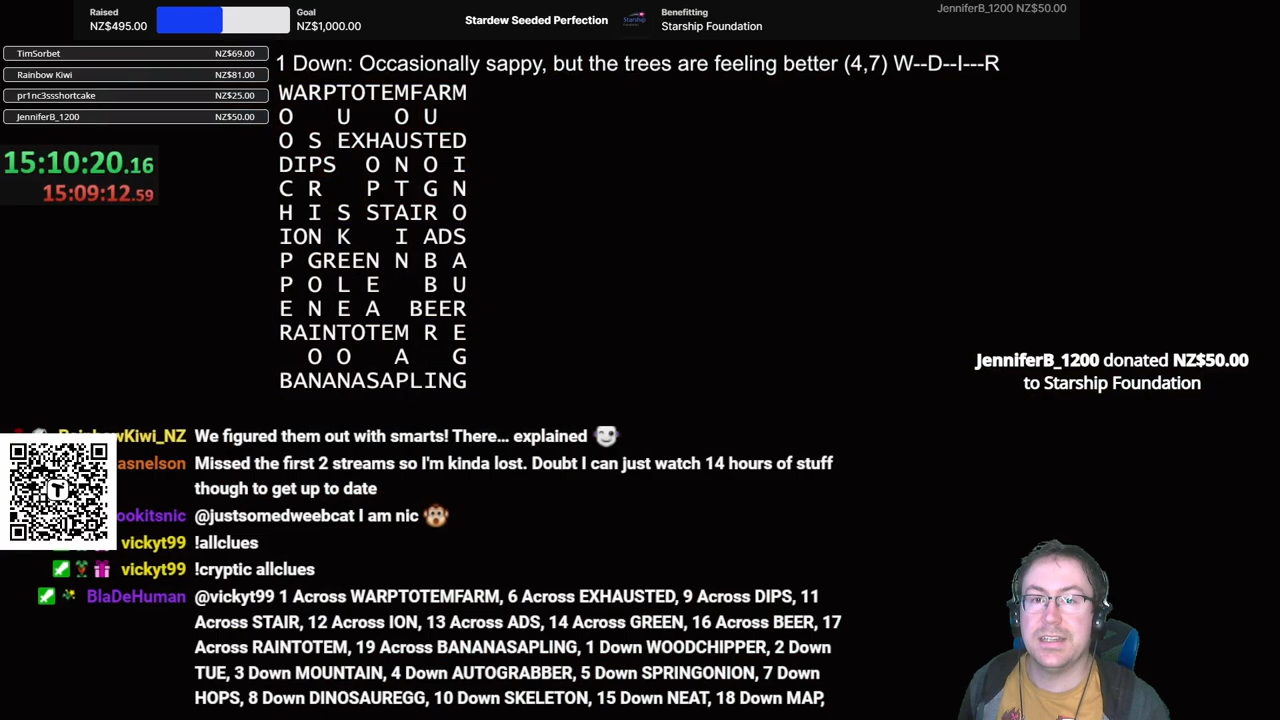 Raised
NZ$495.00
Goal
NZ$1,000.00
Stardew Seeded Perfection
Starship
Benefitting
Starship Foundation
JenniferB_1200 NZ$50.00
TimSorbet NZ$69.00
Rainbow Kiwi NZ$81.00
pr1nc3ssshortcake NZ$25.00
JenniferB_1200 NZ$50.00
15:10:20.16
15:09:12.59
1 Down: Occasionally sappy, but the trees are feeling better (4,7) W--D--I---R
WARPTOTEMFARM
O U O U
O S EXHAUSTED
DIPS O N O I
C R P T G N
H I S STAIR O
ION K I ADS
P GREEN N B A
P O L E B U
E N E A BEER
RAINTOTEM R E
O O A G
BANANASAPLING
JenniferB_1200 donated NZ$50.00
to Starship Foundation
wKiwi_NZ We figured them out with smarts! There... explained
asnelson Missed the first 2 streams so I'm kinda lost. Doubt I can just watch 14 hours of stuff
though to get up to date
ookitsnic @justsomedweebcat I am nic
vickyt99 !allclues
vickyt99 !cryptic allclues
BlaDeHuman @vickyt99 1 Across WARPTOTEMFARM, 6 Across EXHAUSTED, 9 Across DIPS, 11
Across STAIR, 12 Across ION, 13 Across ADS, 14 Across GREEN, 16 Across BEER, 17
Across RAINTOTEM, 19 Across BANANASAPLING, 1 Down WOODCHIPPER, 2 Down
TUE, 3 Down MOUNTAIN, 4 Down AUTOGRABBER, 5 Down SPRINGONION, 7 Down
HOPS, 8 Down DINOSAUREGG, 10 Down SKELETON, 15 Down NEAT, 18 Down MAP,